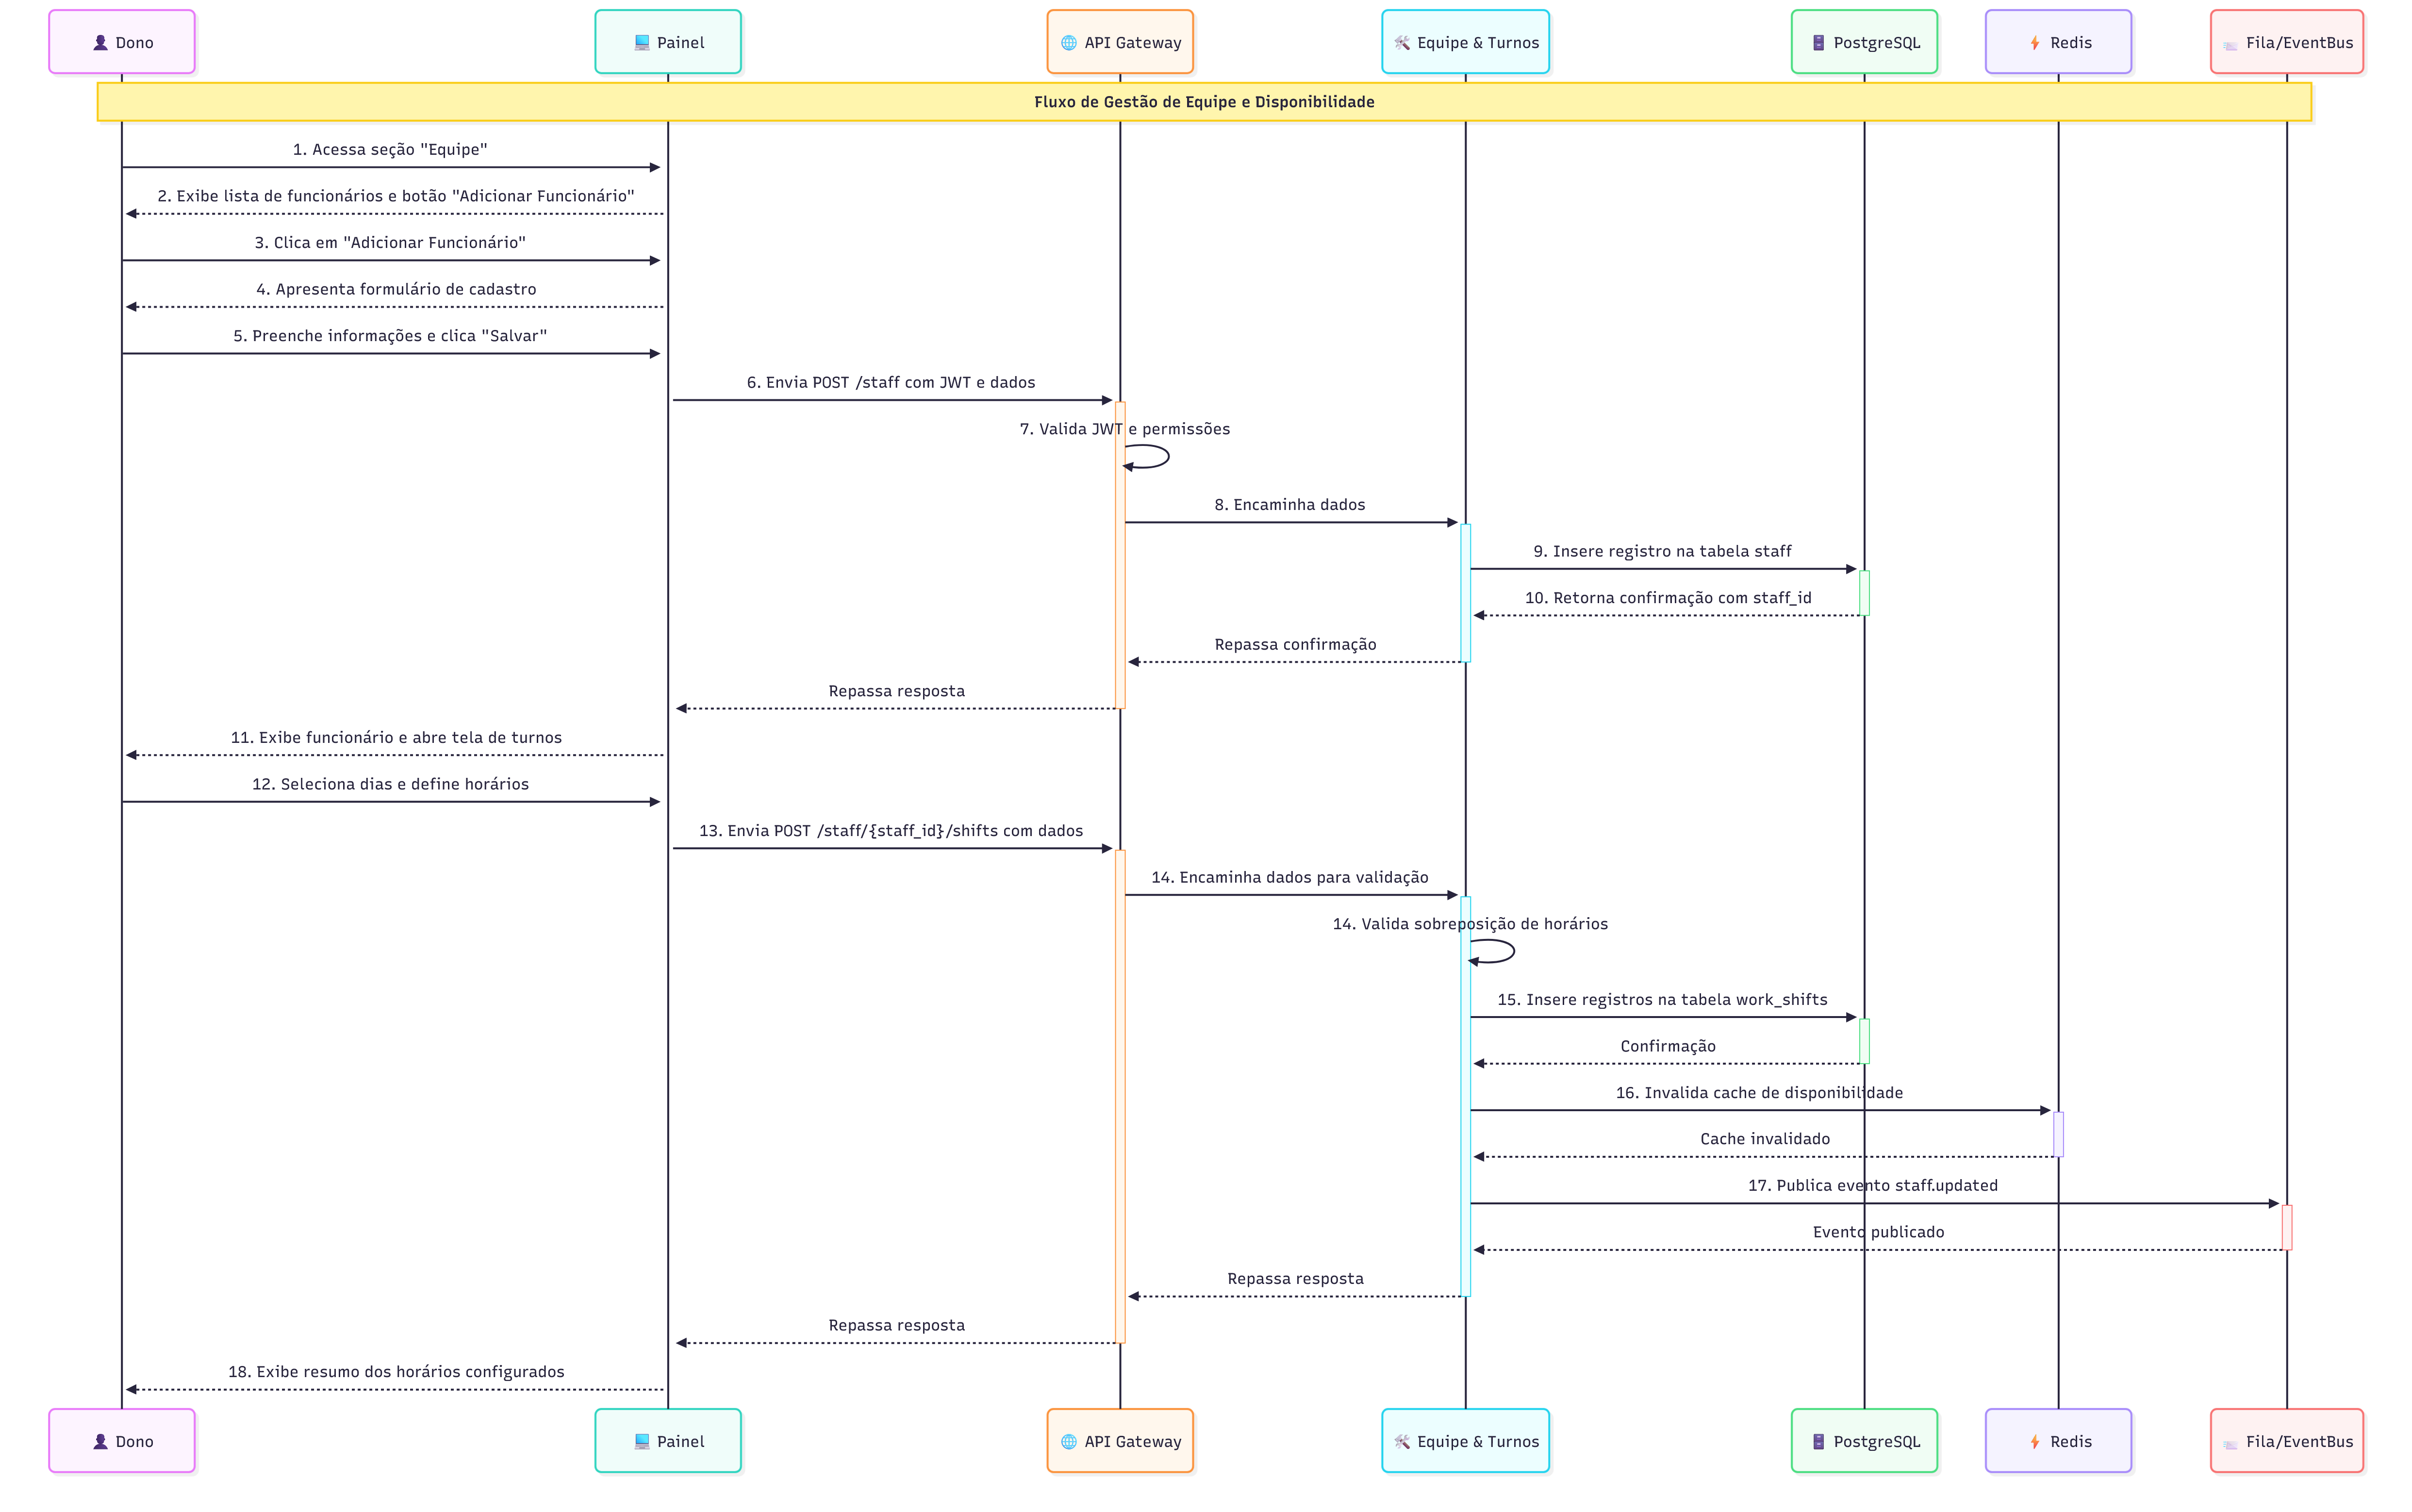 Dono
Painel
API Gateway
Equipe & Turnos
PostgreSQL
Redis
Fila/EventBus
Fluxo de Gestão de Equipe e Disponibilidade
1. Acessa seção "Equipe"
2. Exibe lista de funcionários e botão "Adicionar Funcionário"
3. Clica em "Adicionar Funcionário"
4. Apresenta formulário de cadastro
5. Preenche informações e clica "Salvar"
6. Envia POST /staff com JWT e dados
7. Valida JWT e permissões
8. Encaminha dados
9. Insere registro na tabela staff
10. Retorna confirmação com staff_id
Repassa confirmação
Repassa resposta
11. Exibe funcionário e abre tela de turnos
12. Seleciona dias e define horários
13. Envia POST /staff/{staff_id}/shifts com dados
14. Encaminha dados para validação
14. Valida sobreposição de horários
15. Insere registros na tabela work_shifts
Confirmação
16. Invalida cache de disponibilidade
Cache invalidado
17. Publica evento staff.updated
Evento publicado
Repassa resposta
Repassa resposta
18. Exibe resumo dos horários configurados
Dono
Painel
API Gateway
Equipe & Turnos
PostgreSQL
Redis
Fila/EventBus